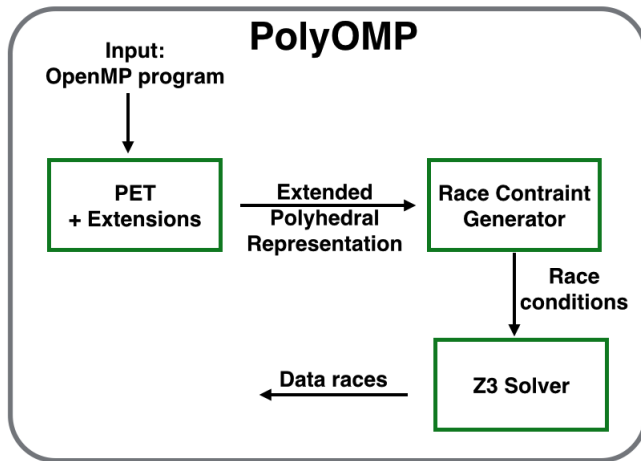 PolyOMP
Input:
OpenMP program
PET
+ Extensions
Extended
Polyhedral
Representation
Race Contraint
Generator
Race
conditions
Z3 Solver
Data races